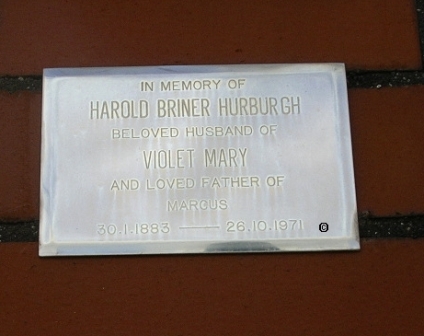 IN MEMORY OF
HAROLD BRINER HURBURGH
BELOVED HUSBAND OF
VIOLET MARY
AND LOVED FATHER OF
MARCUS
30.1.1883 — 26.10.1971 ©